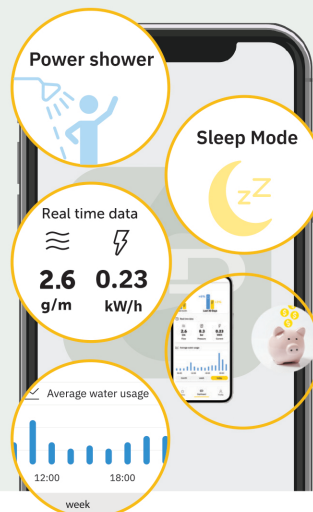 Power shower
Sleep Mode
zZ
Real time data
2.6 0.23
g/m kW/h
Average water usage
12:00 18:00
week